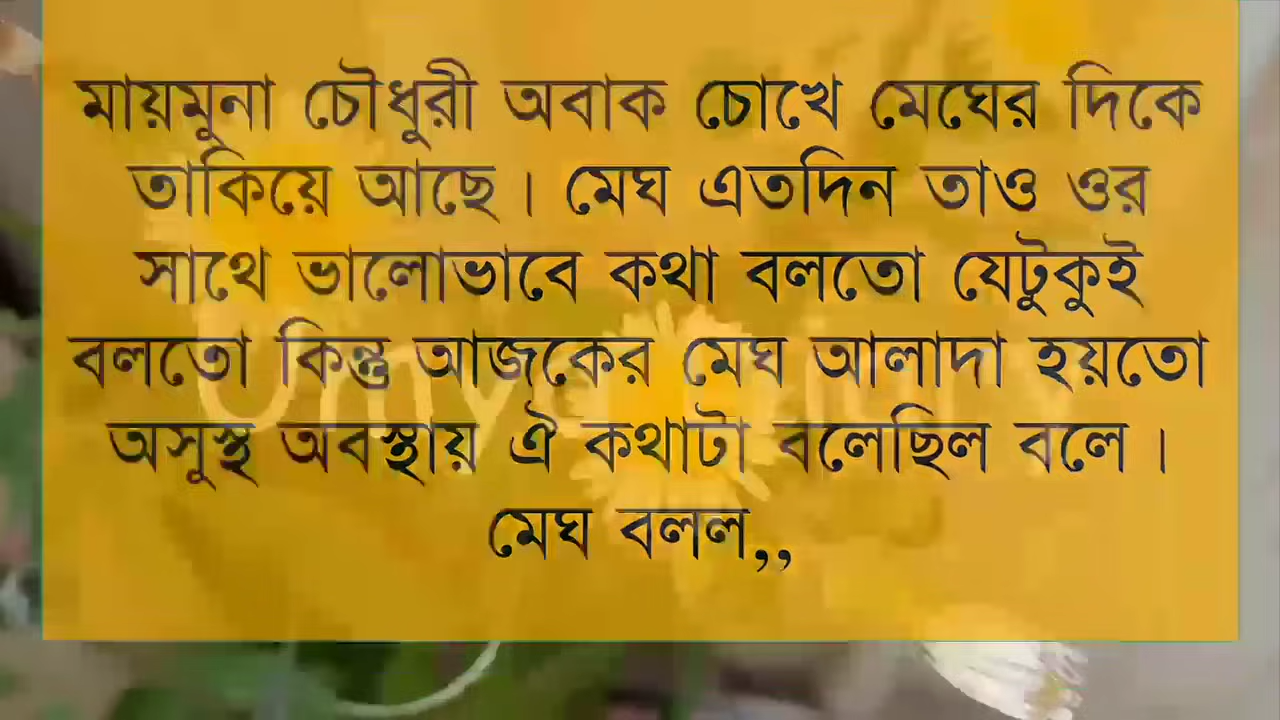 মায়মুনা চৌধুরী অবাক চোখে মেঘের দিকে
তাকিয়ে আছে। মেঘ এতদিন তাও ওর
সাথে ভালোভাবে কথা বলতো যেটুকুই
বলতো কিন্তু আজকের মেঘ আলাদা হয়তো
অসুস্থ অবস্থায় ঐ কথাটা বলেছিল বলে।
মেঘ বলল,,